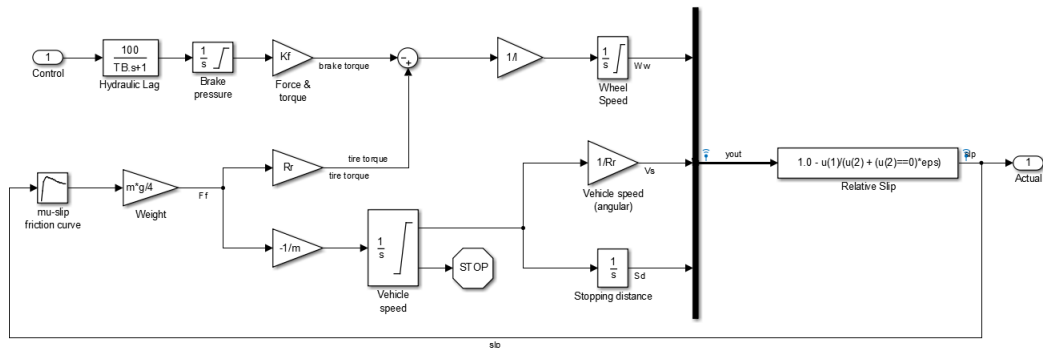 1
Control
100
TB.s+1
Hydraulic Lag
1
s
Brake
pressure
Kf
Force &
torque
brake torque
1/I
1
s
Wheel
Speed
Ww
Rr
tire torque
tire torque
mu-slip
friction curve
m*g/4
Weight
Ff
-1/m
1
s
Vehicle
speed
STOP
1/Rr
Vehicle speed
(angular)
Vs
1
s
Stopping distance
Sd
yout
1.0 - u(1)/(u(2) + (u(2)==0)*eps)
Relative Slip
slp
1
Actual
slp